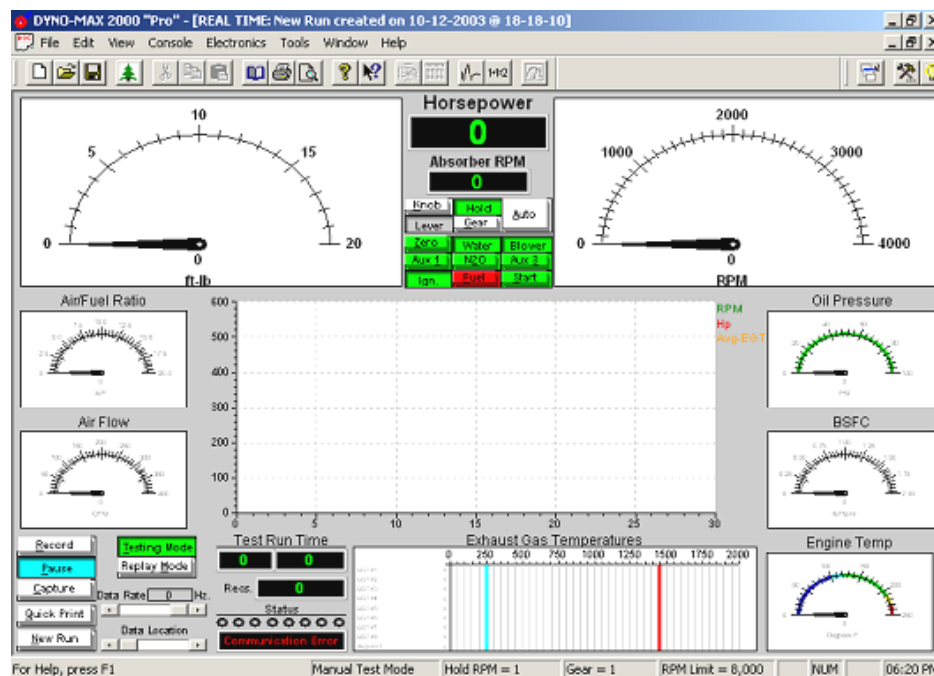 DYNO-MAX 2000 "Pro" - [REAL TIME: New Run created on 10-12-2003 @ 18-18-10]
File Edit View Console Electronics Tools Window Help
Horsepower
0
Absorber RPM
0
Knob Hold Auto
Lever Gear
Zero Water Blower
Aux 1 N2O Aux 3
Ign. Fuel Start
0 5 10 15 20
0
ft-lb
0 1000 2000 3000 4000
0
RPM
Air/Fuel Ratio
Air Flow
600
500
400
300
200
100
0
0 5 10 15 20 25 30
RPM
Hp
Avg-EGT
Oil Pressure
BSFC
Record
Pause
Capture
Quick Print
New Run
Testing Mode
Replay Mode
Data Rate 0 Hz.
Data Location
Test Run Time
0 0
Recs. 0
Status
Communication Error
Exhaust Gas Temperatures
0 250 500 750 1000 1250 1500 1750 2000
Engine Temp
For Help, press F1 Manual Test Mode Hold RPM = 1 Gear = 1 RPM Limit = 8,000 NUM 06:20 PM